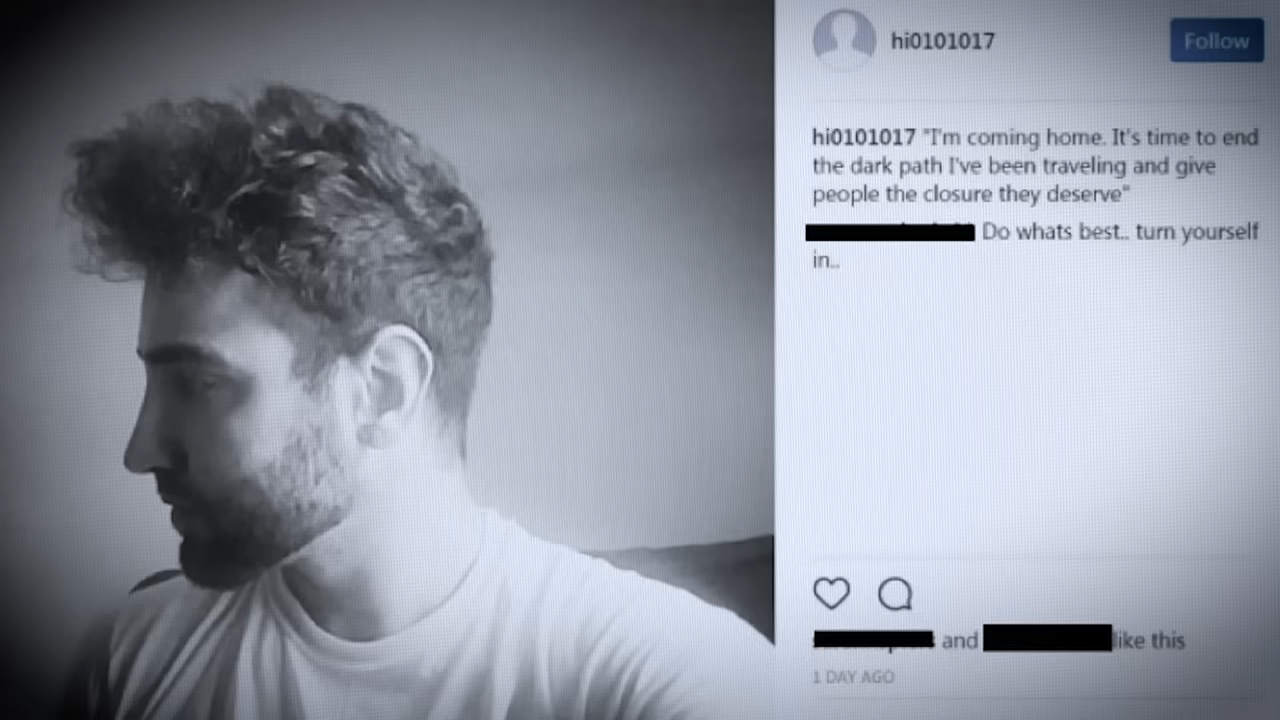 hi0101017
Follow
hi0101017 "I'm coming home. It's time to end
the dark path I've been traveling and give
people the closure they deserve"
Do whats best.. turn yourself
in..
and like this
1 DAY AGO